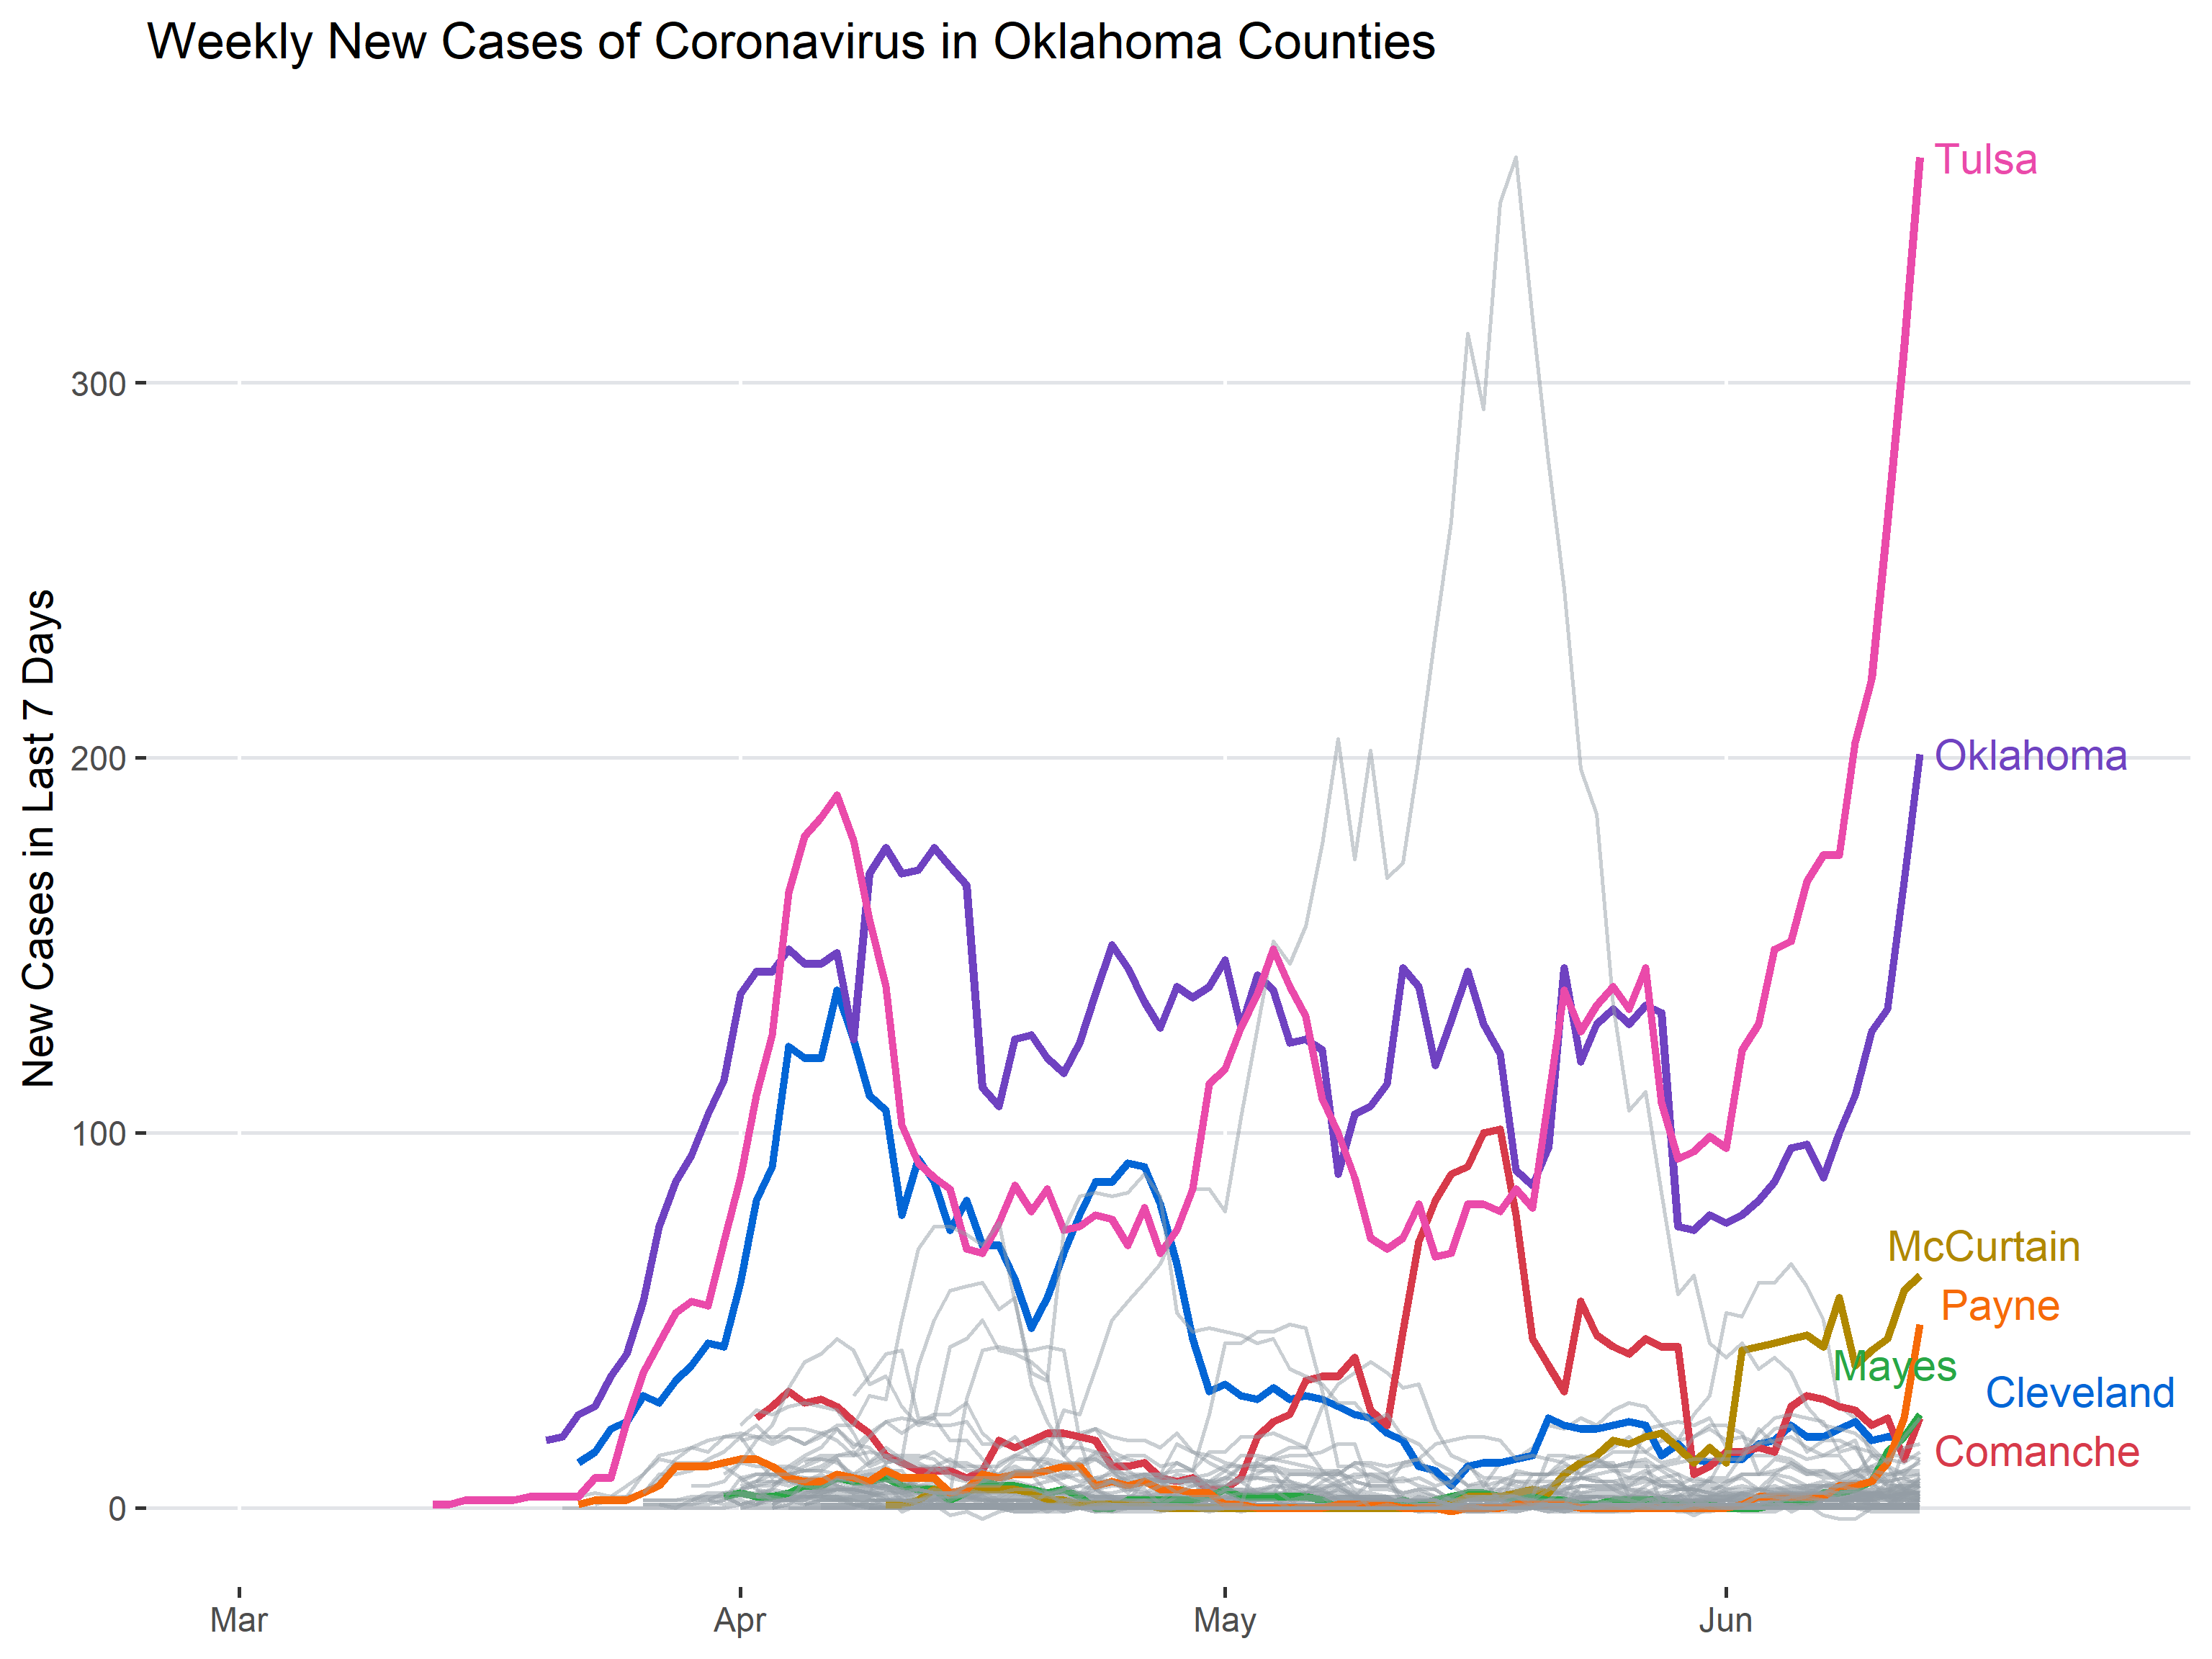 Weekly New Cases of Coronavirus in Oklahoma Counties
New Cases in Last 7 Days
300
200
100
0
Mar
Apr
May
Jun
Tulsa
Oklahoma
McCurtain
Payne
Mayes
Cleveland
Comanche